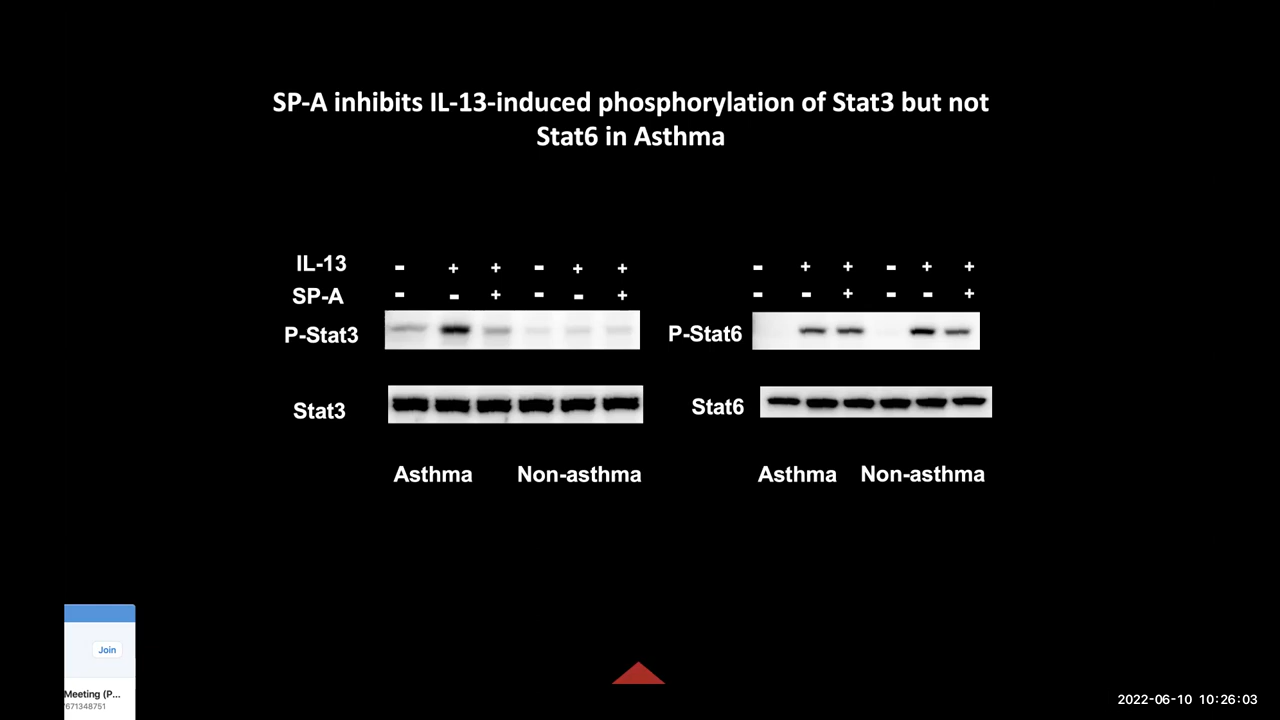 SP-A inhibits IL-13-induced phosphorylation of Stat3 but not
Stat6 in Asthma
IL-13 - + + - + + - + + - + +
SP-A - - + - - + - - + - - +
P-Stat3 P-Stat6
Stat3 Stat6
Asthma Non-asthma Asthma Non-asthma
Join
Meeting (P...
671348751
2022-06-10 10:26:03